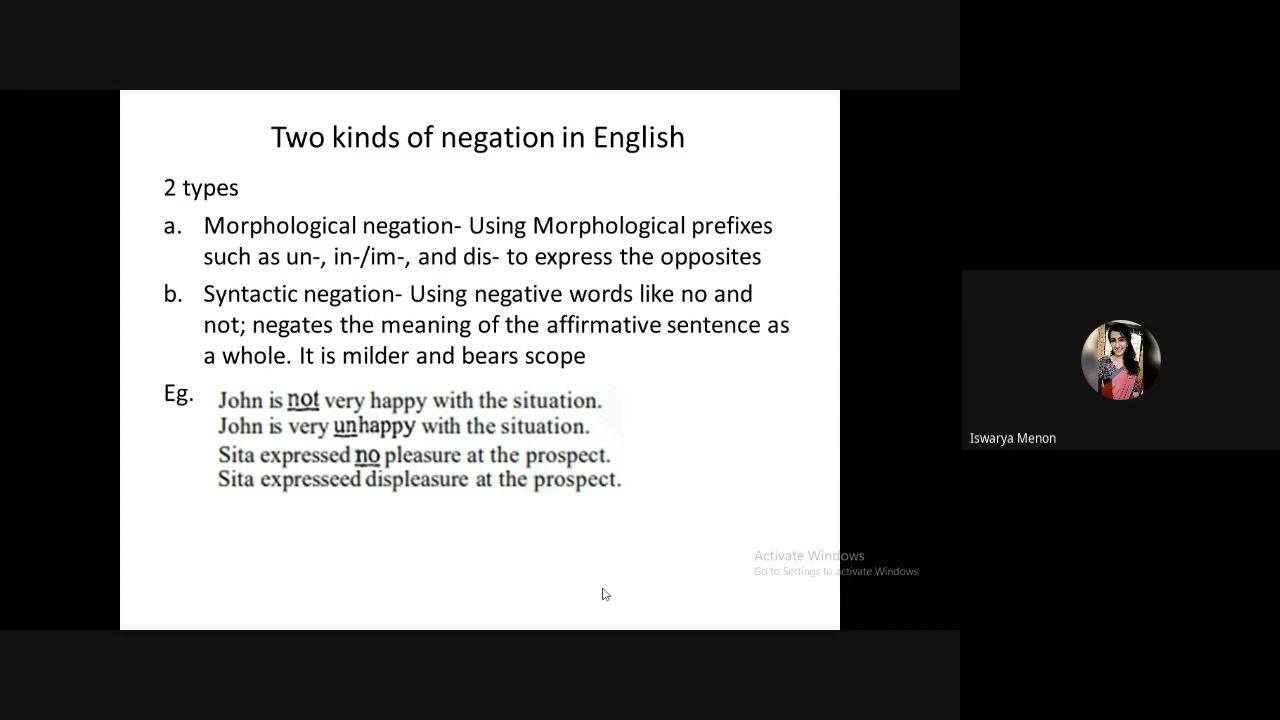 Two kinds of negation in English
2 types
a. Morphological negation- Using Morphological prefixes
such as un-, in-/im-, and dis- to express the opposites
b. Syntactic negation- Using negative words like no and
not; negates the meaning of the affirmative sentence as
a whole. It is milder and bears scope
Eg.
John is not very happy with the situation.
John is very unhappy with the situation.
Sita expressed no pleasure at the prospect.
Sita expresseed displeasure at the prospect.
Iswarya Menon
Activate Windows
Go to Settings to activate Windows.